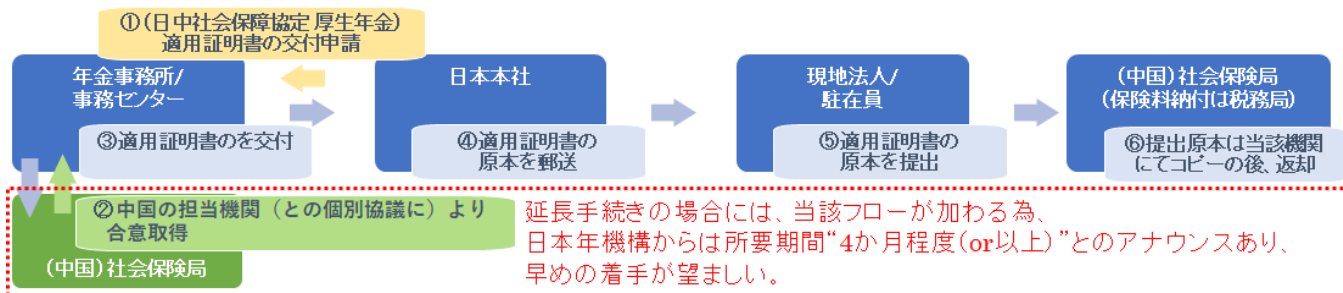 ①(日中社会保障協定 厚生年金)
適用証明書の交付申請
年金事務所/
事務センター
日本本社
現地法人/
駐在員
(中国)社会保険局
(保険料納付は税務局)
③適用証明書のを交付
④適用証明書の
原本を郵送
⑤適用証明書の
原本を提出
⑥提出原本は当該機関
にてコピーの後、返却
②中国の担当機関（との個別協議に）より
合意取得
(中国)社会保険局
延長手続きの場合には、当該フローが加わる為、
日本年機構からは所要期間“4か月程度(or以上)”とのアナウンスあり、
早めの着手が望ましい。